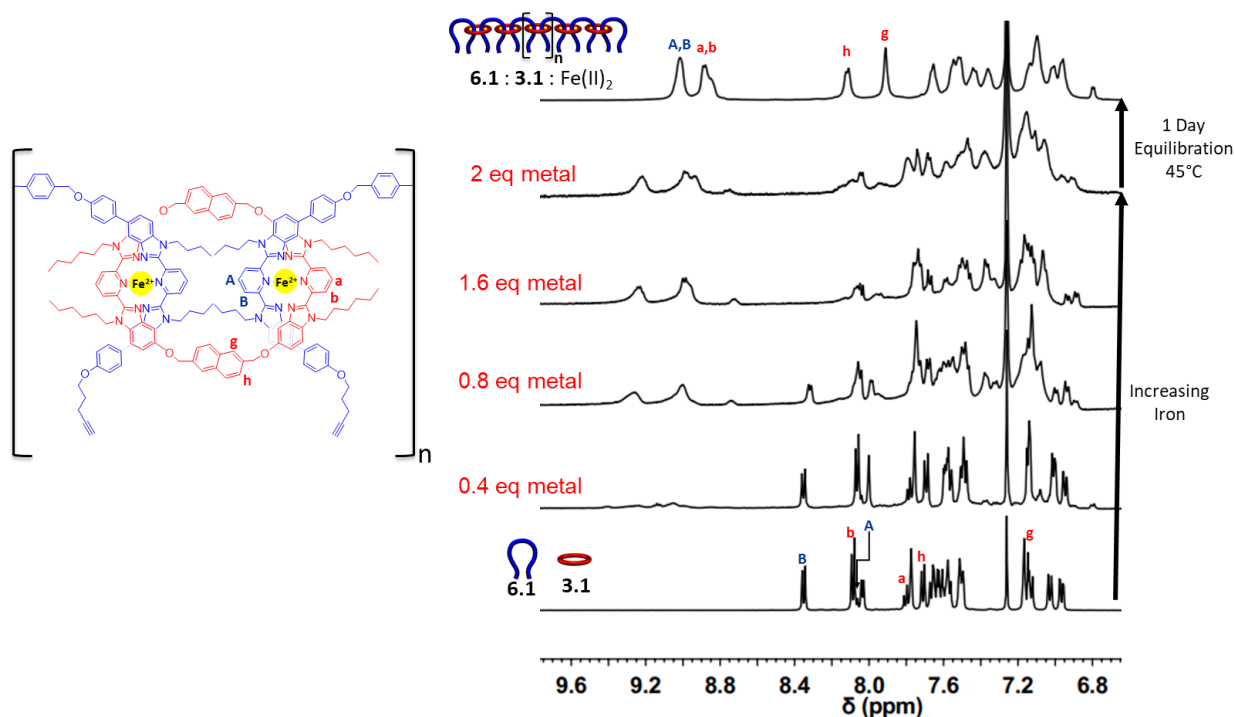 n
6.1 : 3.1 : Fe(II)₂
A,B
a,b
h
g
1 Day
Equilibration
45°C
2 eq metal
1.6 eq metal
0.8 eq metal
Increasing
Iron
0.4 eq metal
B
b
A
a
h
g
6.1
3.1
9.6 9.2 8.8 8.4 8.0 7.6 7.2 6.8
δ (ppm)
O
O
O
O
N
N
N
N
N
N
N
N
N
Fe²⁺
N
A
N
Fe²⁺
N
a
B
b
N
N
N
N
N
N
N
N
O
g
O
h
O
O
n